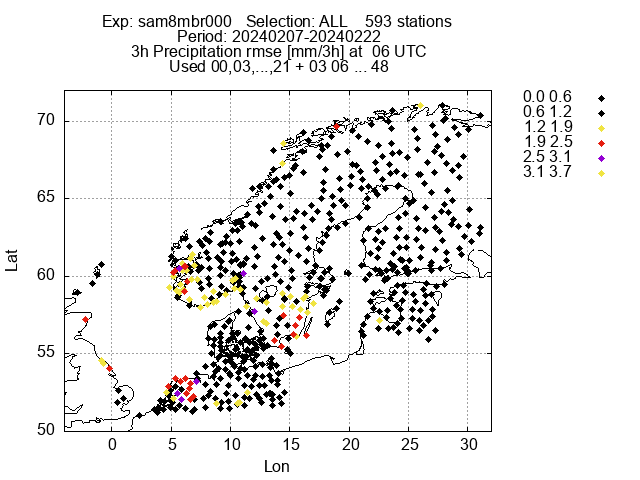 Exp: sam8mbr000   Selection: ALL    593 stations
Period: 20240207-20240222
3h Precipitation rmse [mm/3h] at  06 UTC
Used 00,03,...,21 + 03 06 ... 48
0.0 0.6
0.6 1.2
1.2 1.9
1.9 2.5
2.5 3.1
3.1 3.7
70
65
60
55
50
Lat
0 5 10 15 20 25 30
Lon